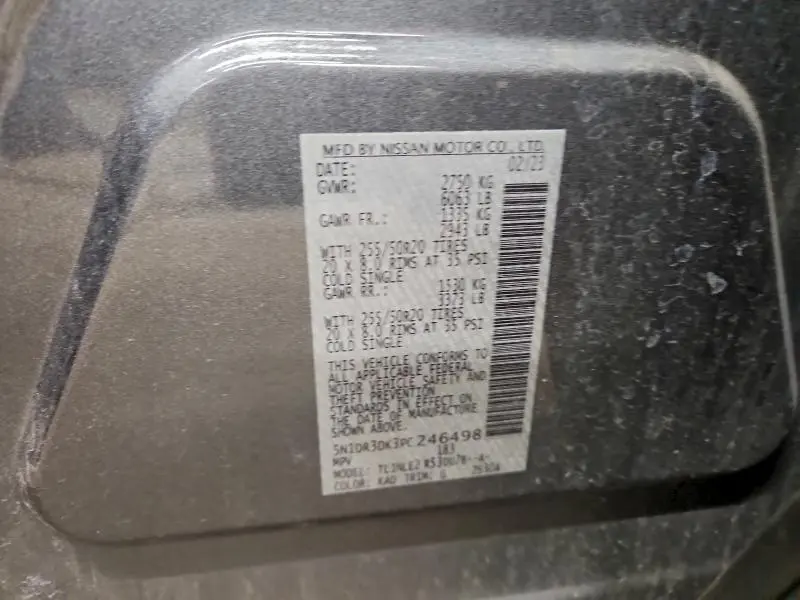 MFD BY NISSAN MOTOR CO., LTD.
DATE: 02/23
GVWR: 2750 KG
6063 LB
GAWR FR.: 1335 KG
2943 LB
WITH 255/50R20 TIRES
20 X 8.0 RIMS AT 35 PSI
COLD SINGLE
GAWR RR.: 1530 KG
3373 LB
WITH 255/50R20 TIRES
20 X 8.0 RIMS AT 35 PSI
COLD SINGLE
THIS VEHICLE CONFORMS TO
ALL APPLICABLE FEDERAL
MOTOR VEHICLE SAFETY AND
THEFT PREVENTION
STANDARDS IN EFFECT ON
THE DATE OF MANUFACTURE
SHOWN ABOVE.
5N1DR3DK3PC246498
MPV 183
MODEL:
COLOR: KAD TRIM: G